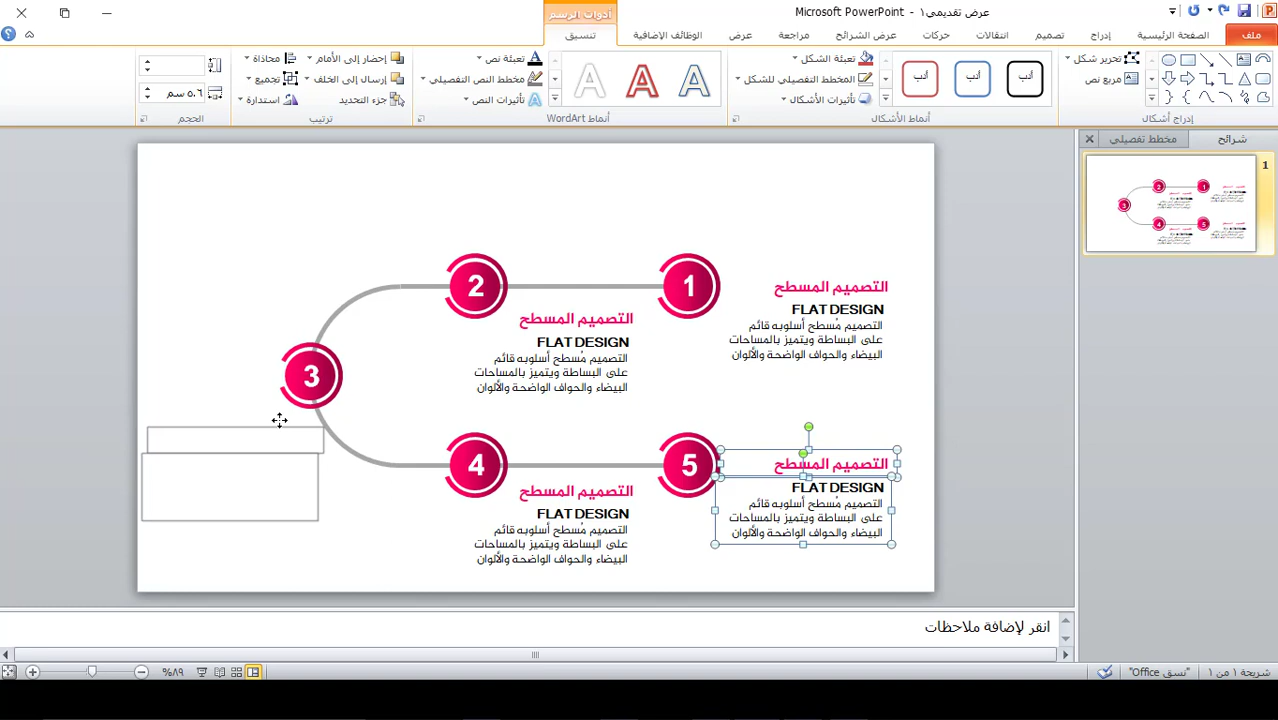 عرض تقديمي١ - Microsoft PowerPoint
أدوات الرسم
ملف
الصفحة الرئيسية
إدراج
تصميم
انتقالات
حركات
عرض الشرائح
مراجعة
عرض
الوظائف الإضافية
تنسيق
تحرير شكل
مربع نص
إدراج أشكال
أتب
أتب
أتب
تعبئة الشكل
المخطط التفصيلي للشكل
تأثيرات الأشكال
أنماط الأشكال
A
A
A
تعبئة نص
مخطط النص التفصيلي
تأثيرات النص
أنماط WordArt
إحضار إلى الأمام
إرسال إلى الخلف
جزء التحديد
محاذاة
تجميع
استدارة
ترتيب
٥,٠٦ سم
الحجم
شرائح
مخطط تفصيلي
1
1
التصميم المسطح
FLAT DESIGN
التصميم مُسطح أسلوبه قائم
على البساطة ويتميز بالمساحات
البيضاء والحواف الواضحة والألوان
2
التصميم المسطح
FLAT DESIGN
التصميم مُسطح أسلوبه قائم
على البساطة ويتميز بالمساحات
البيضاء والحواف الواضحة والألوان
3
4
التصميم المسطح
FLAT DESIGN
التصميم مُسطح أسلوبه قائم
على البساطة ويتميز بالمساحات
البيضاء والحواف الواضحة والألوان
5
التصميم المسطح
FLAT DESIGN
التصميم مُسطح أسلوبه قائم
على البساطة ويتميز بالمساحات
البيضاء والحواف الواضحة والألوان
انقر لإضافة ملاحظات
شريحة ١ من ١
"نسق Office"
٨٩%